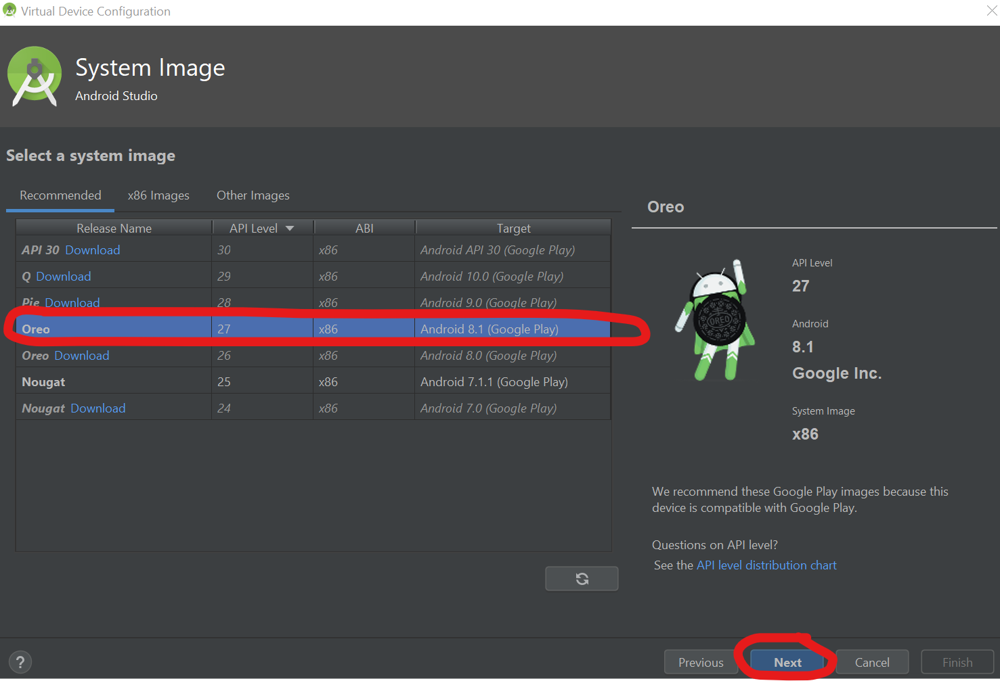 Virtual Device Configuration
System Image
Android Studio
Select a system image
Recommended x86 Images Other Images
Release Name API Level ABI Target
API 30 Download 30 x86 Android API 30 (Google Play)
Q Download 29 x86 Android 10.0 (Google Play)
Pie Download 28 x86 Android 9.0 (Google Play)
Oreo 27 x86 Android 8.1 (Google Play)
Oreo Download 26 x86 Android 8.0 (Google Play)
Nougat 25 x86 Android 7.1.1 (Google Play)
Nougat Download 24 x86 Android 7.0 (Google Play)
Oreo
OREO
API Level
27
Android
8.1
Google Inc.
System Image
x86
We recommend these Google Play images because this
device is compatible with Google Play.
Questions on API level?
See the API level distribution chart
? Previous Next Cancel Finish